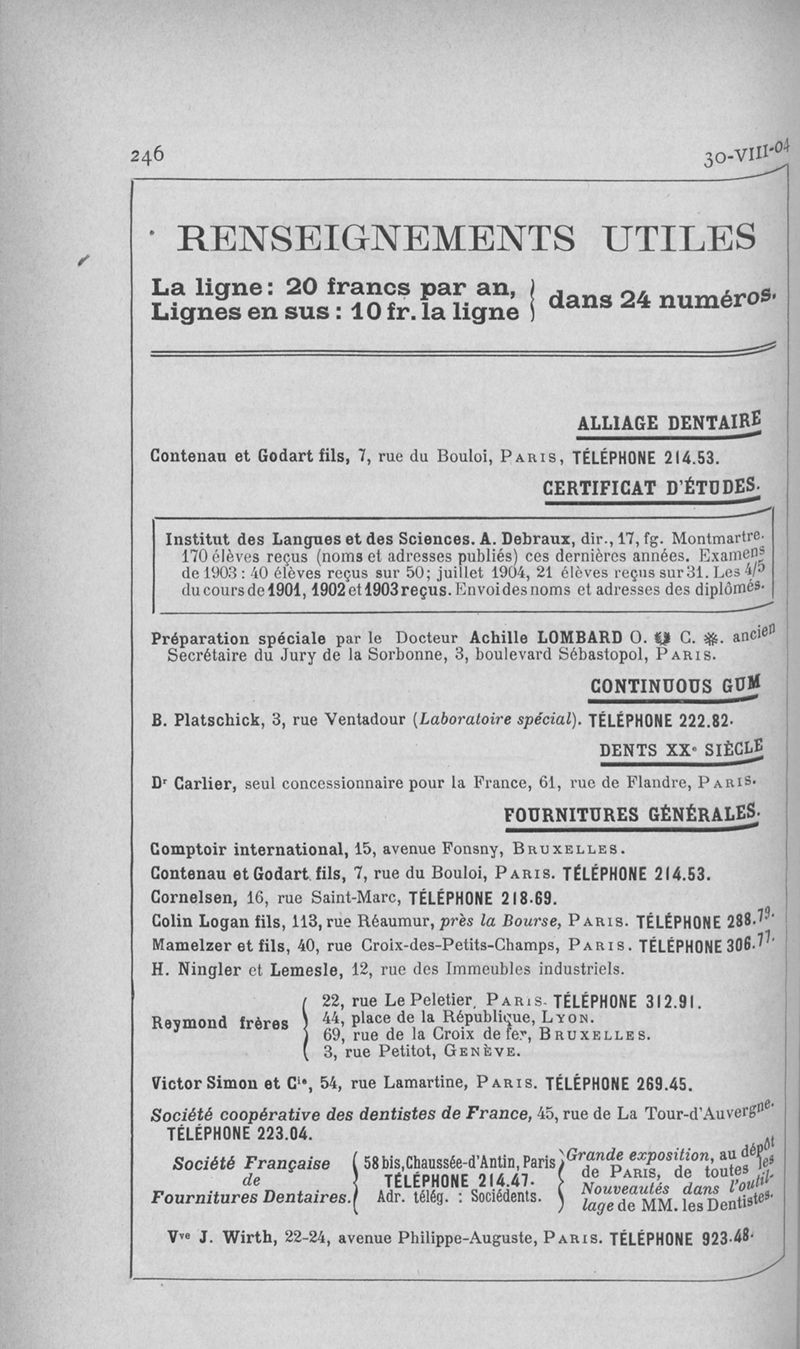 246
30-VIII-04
RENSEIGNEMENTS UTILES
La ligne: 20 francs par an,
Lignes en sus : 10 fr. la ligne
dans 24 numéros.
ALLIAGE DENTAIRE
Contenau et Godart fils, 7, rue du Bouloi, PARIS, TÉLÉPHONE 214.53.
CERTIFICAT D'ÉTUDES.
Institut des Langues et des Sciences. A. Debraux, dir., 17, fg. Montmartre.
170 élèves reçus (noms et adresses publiés) ces dernières années. Examens
de 1903 : 40 élèves reçus sur 50; juillet 1904, 21 élèves reçus sur 31. Les 4/5
du cours de 1901, 1902 et 1903 reçus. Envoi des noms et adresses des diplômés.
Préparation spéciale par le Docteur Achille LOMBARD O. C. ancien
Secrétaire du Jury de la Sorbonne, 3, boulevard Sébastopol, PARIS.
CONTINUOUS GUM
B. Platschick, 3, rue Ventadour (Laboratoire spécial). TÉLÉPHONE 222.82.
DENTS XXe SIÈCLE
Dr Carlier, seul concessionnaire pour la France, 61, rue de Flandre, PARIS.
FOURNITURES GÉNÉRALES.
Comptoir international, 15, avenue Fonsny, BRUXELLES.
Contenau et Godart fils, 7, rue du Bouloi, PARIS. TÉLÉPHONE 214.53.
Cornelsen, 16, rue Saint-Marc, TÉLÉPHONE 218.69.
Colin Logan fils, 113, rue Réaumur, près la Bourse, PARIS. TÉLÉPHONE 288.79.
Mamelzer et fils, 40, rue Croix-des-Petits-Champs, PARIS. TÉLÉPHONE 306.77.
H. Ningler et Lemesle, 12, rue des Immeubles industriels.
Reymond frères
22, rue Le Peletier, PARIS. TÉLÉPHONE 312.91.
44, place de la République, LYON.
69, rue de la Croix de fer, BRUXELLES.
3, rue Petitot, GENÈVE.
Victor Simon et Cie, 54, rue Lamartine, PARIS. TÉLÉPHONE 269.45.
Société coopérative des dentistes de France, 45, rue de La Tour-d'Auvergne.
TÉLÉPHONE 223.04.
Société Française
de
Fournitures Dentaires.
58 bis, Chaussée-d'Antin, Paris
TÉLÉPHONE 214.47.
Adr. télég. : Sociédents.
Grande exposition, au dépôt
de PARIS, de toutes les
Nouveautés dans l'outil-
lage de MM. les Dentistes.
Vve J. Wirth, 22-24, avenue Philippe-Auguste, PARIS. TÉLÉPHONE 923.48.